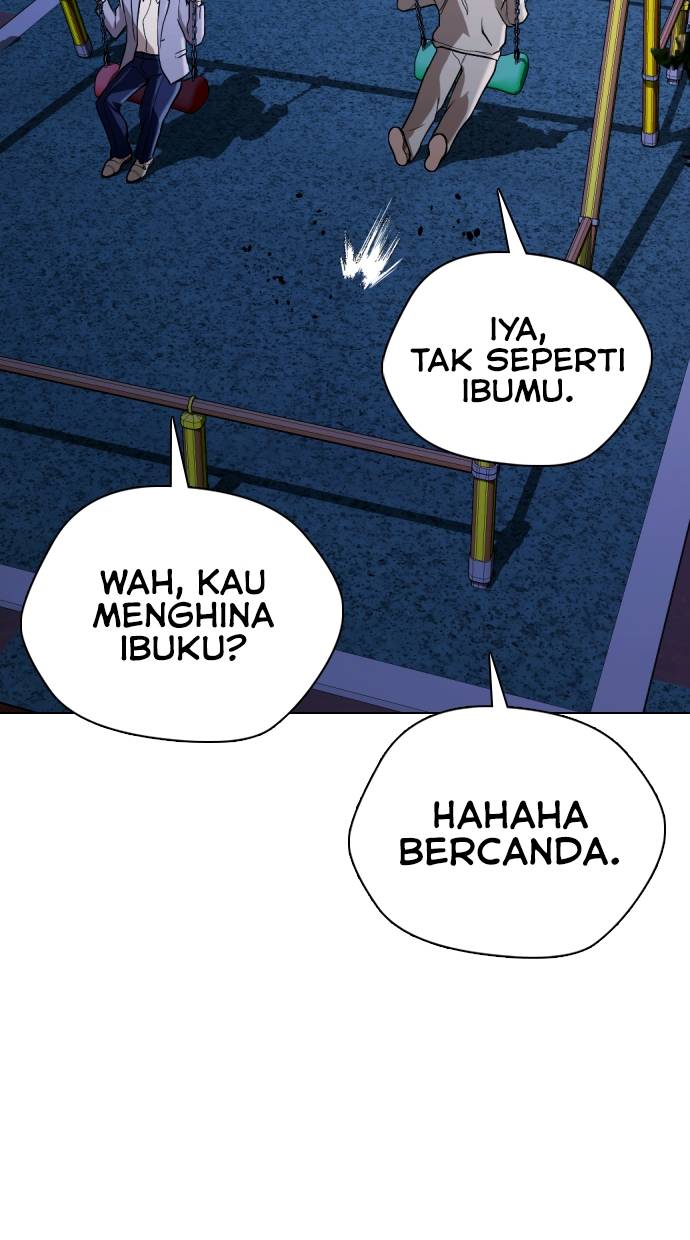 IYA,
TAK SEPERTI
IBUMU.
WAH, KAU
MENGHINA
IBUKU?
HAHAHA
BERCANDA.